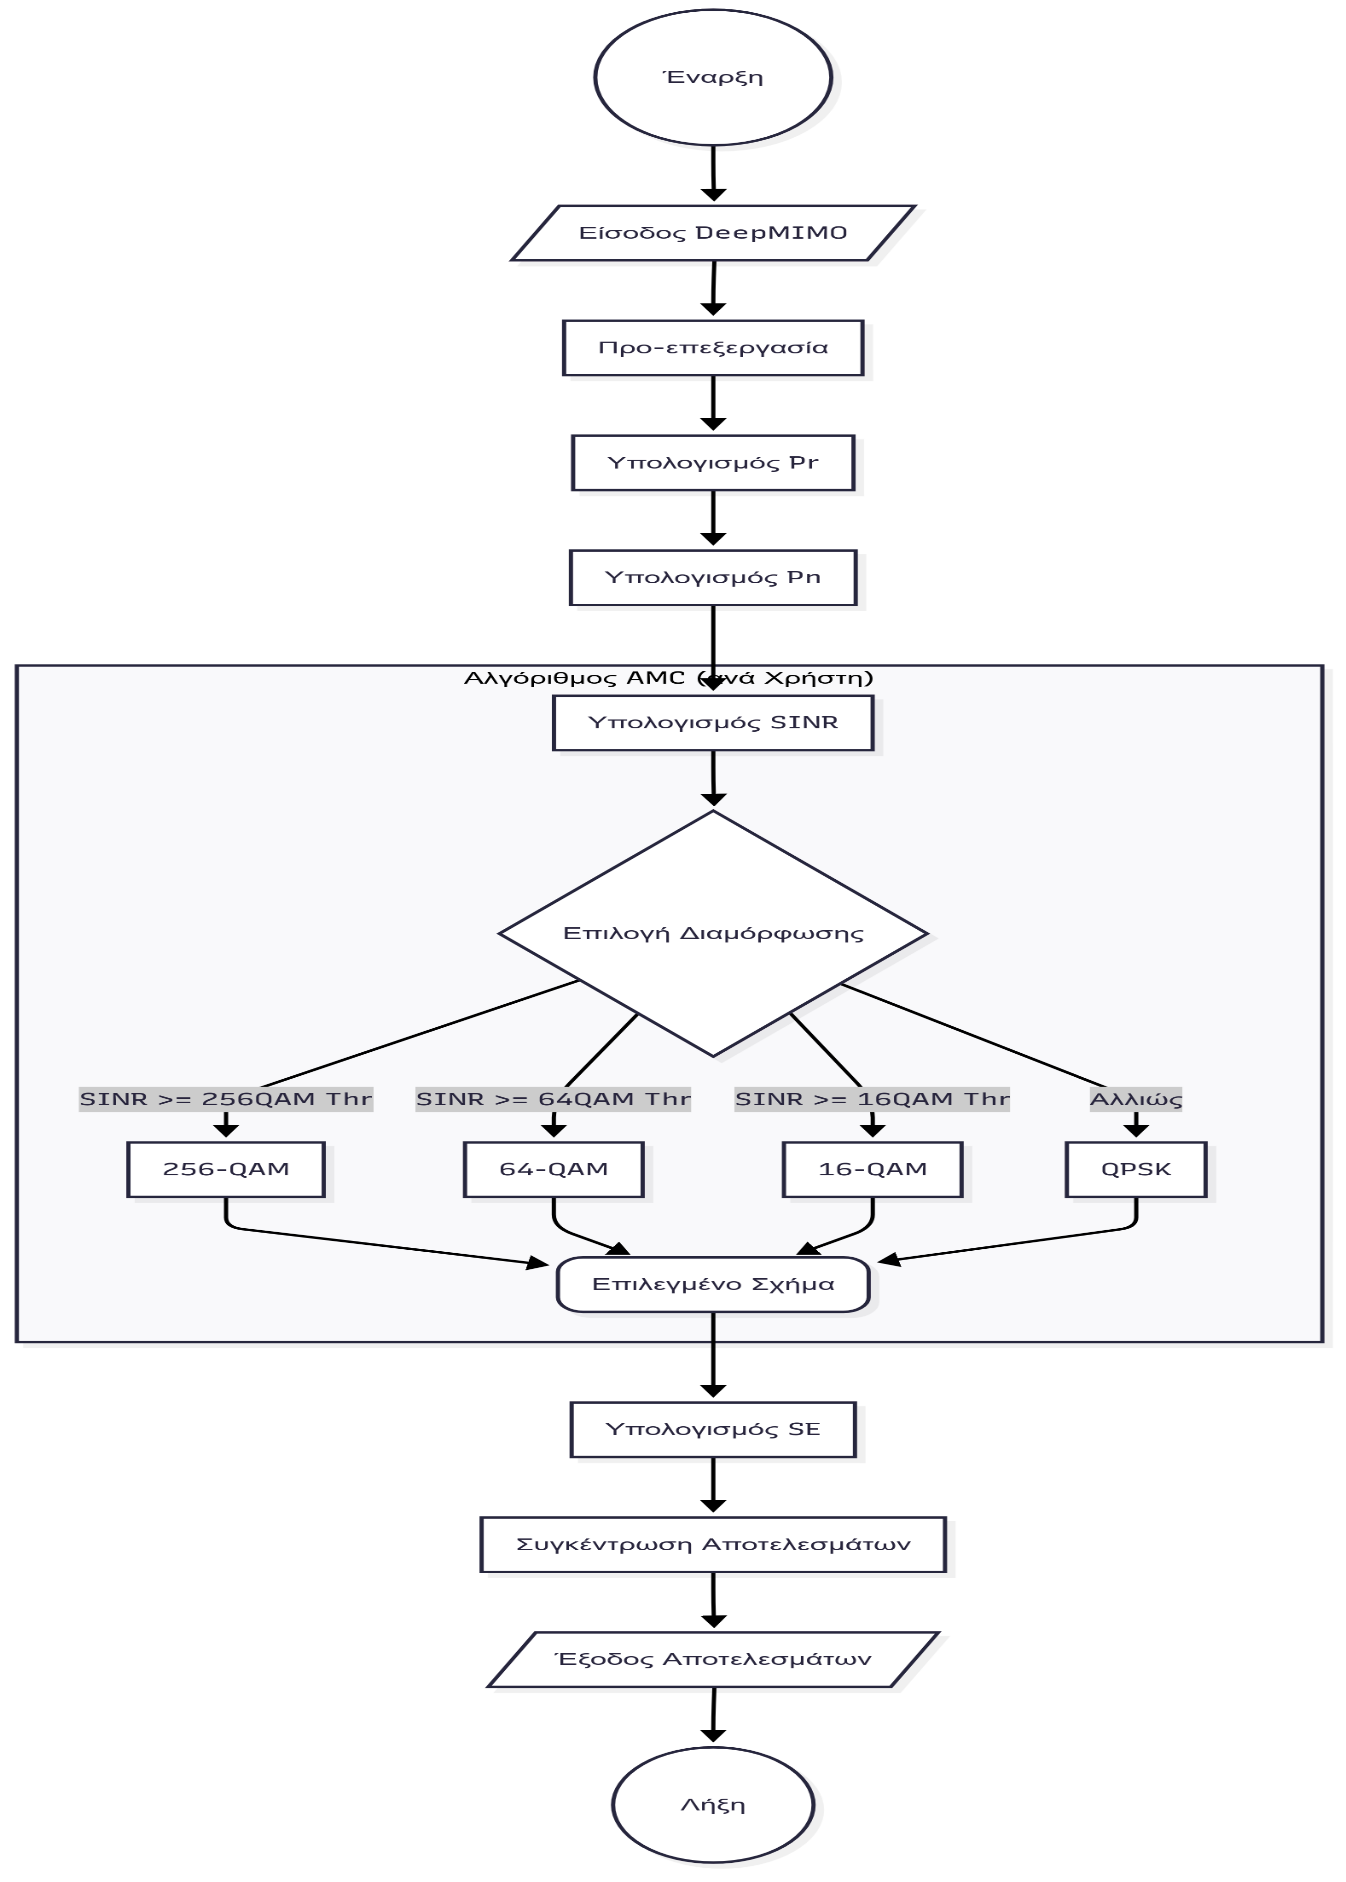 Έναρξη
Είσοδος DeepMIMO
Προ-επεξεργασία
Υπολογισμός Pr
Υπολογισμός Pn
Αλγόριθμος AMC (ανά Χρήστη)
Υπολογισμός SINR
Επιλογή Διαμόρφωσης
SINR >= 256QAM Thr
SINR >= 64QAM Thr
SINR >= 16QAM Thr
Αλλιώς
256-QAM
64-QAM
16-QAM
QPSK
Επιλεγμένο Σχήμα
Υπολογισμός SE
Συγκέντρωση Αποτελεσμάτων
Έξοδος Αποτελεσμάτων
Λήξη